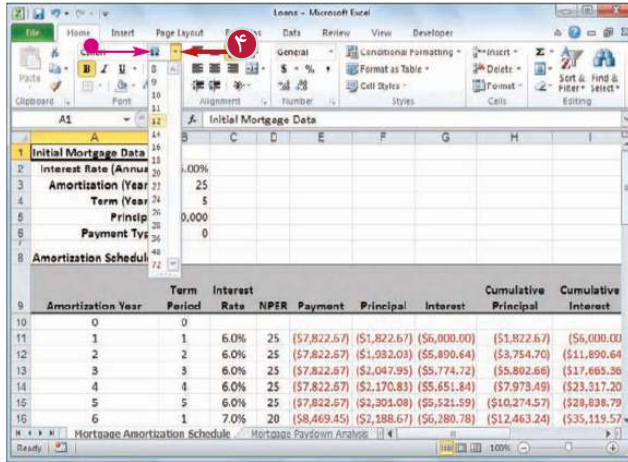 Loans - Microsoft Excel
File Home Insert Page Layout Data Review View Developer
۴
Paste
B I U
12
General
$ % ,
Conditional Formatting
Format as Table
Cell Styles
Insert
Delete
Format
Σ
Sort & Filter
Find & Select
Clipboard Font Alignment Number Styles Cells Editing
A1 fx Initial Mortgage Data
8
9
10
11
12
14
16
18
20
22
24
26
28
36
48
72
A B C D E F G H I
1 Initial Mortgage Data
2 Interest Rate (Annua .00%
3 Amortization (Year 25
4 Term (Year 5
5 Princip 0,000
6 Payment Typ 0
7
8 Amortization Schedul
9 Amortization Year Term Period Interest Rate NPER Payment Principal Interest Cumulative Principal Cumulative Interest
10 0 0
11 1 1 6.0% 25 ($7,822.67) ($1,822.67) ($6,000.00) ($1,822.67) ($6,000.00
12 2 2 6.0% 25 ($7,822.67) ($1,932.03) ($5,890.64) ($3,754.70) ($11,890.64
13 3 3 6.0% 25 ($7,822.67) ($2,047.95) ($5,774.72) ($5,802.66) ($17,665.36
14 4 4 6.0% 25 ($7,822.67) ($2,170.83) ($5,651.84) ($7,973.49) ($23,317.20
15 5 5 6.0% 25 ($7,822.67) ($2,301.08) ($5,521.59) ($10,274.57) ($28,838.79
16 6 1 7.0% 20 ($8,469.45) ($2,188.67) ($6,280.78) ($12,463.24) ($35,119.57
Mortgage Amortization Schedule Mortgage Paydown Analysis
Ready 100%